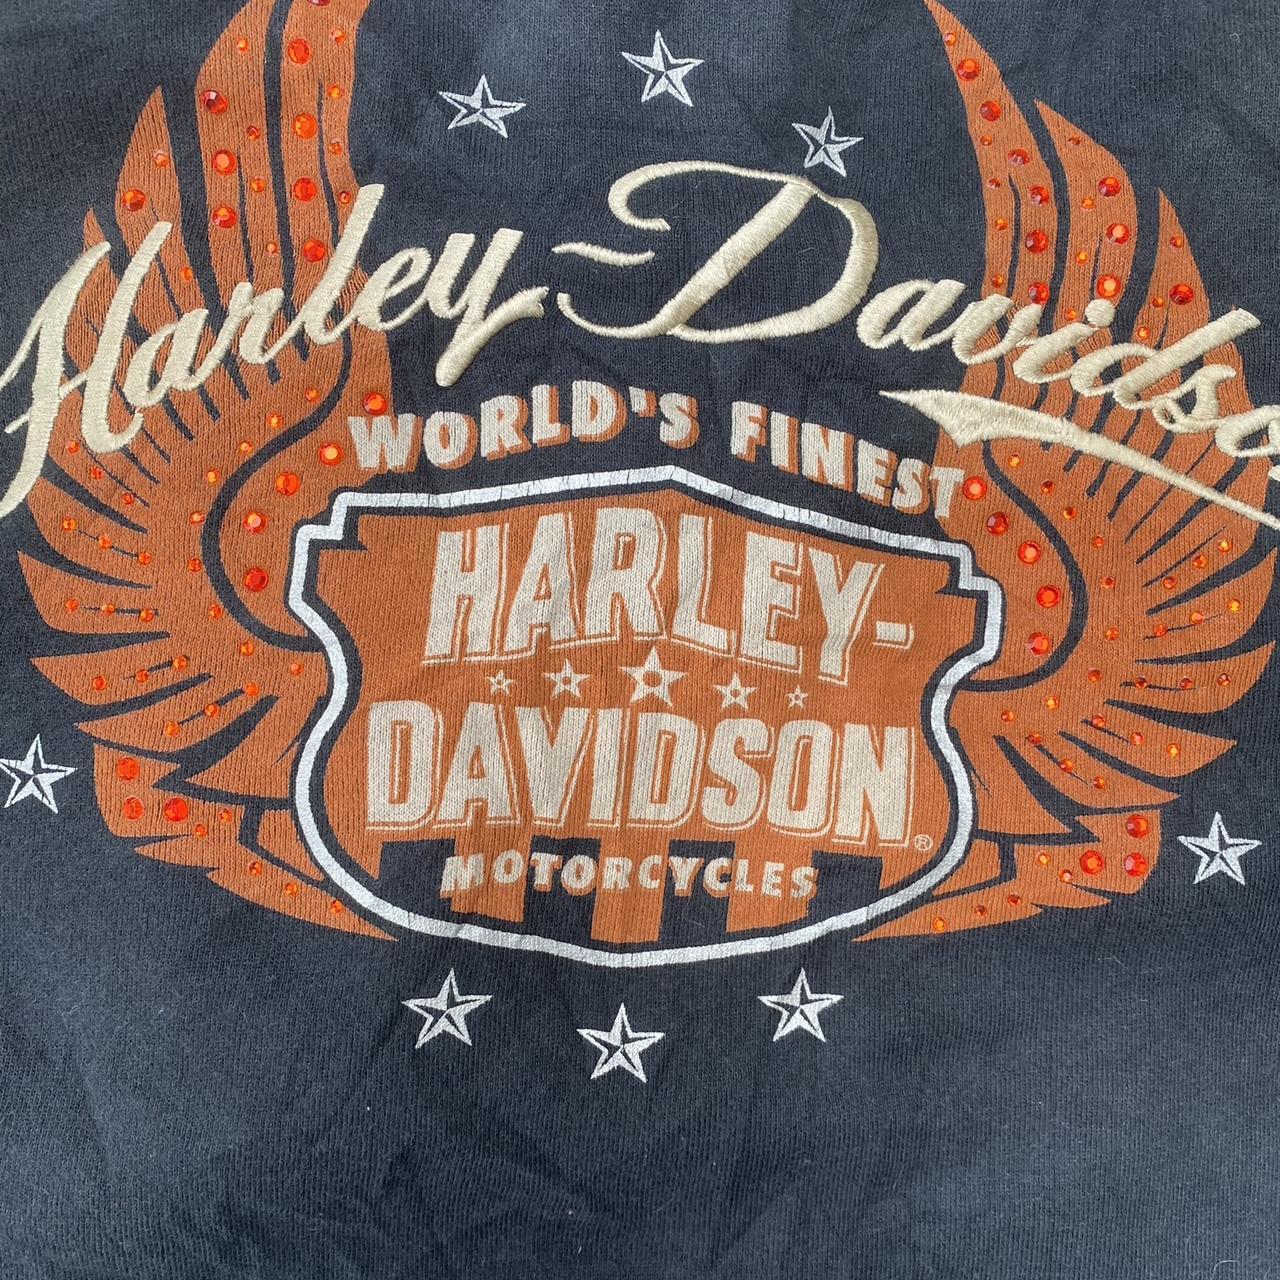 Harley-Davidso
WORLD'S FINEST
HARLEY-
DAVIDSON®
MOTORCYCLES